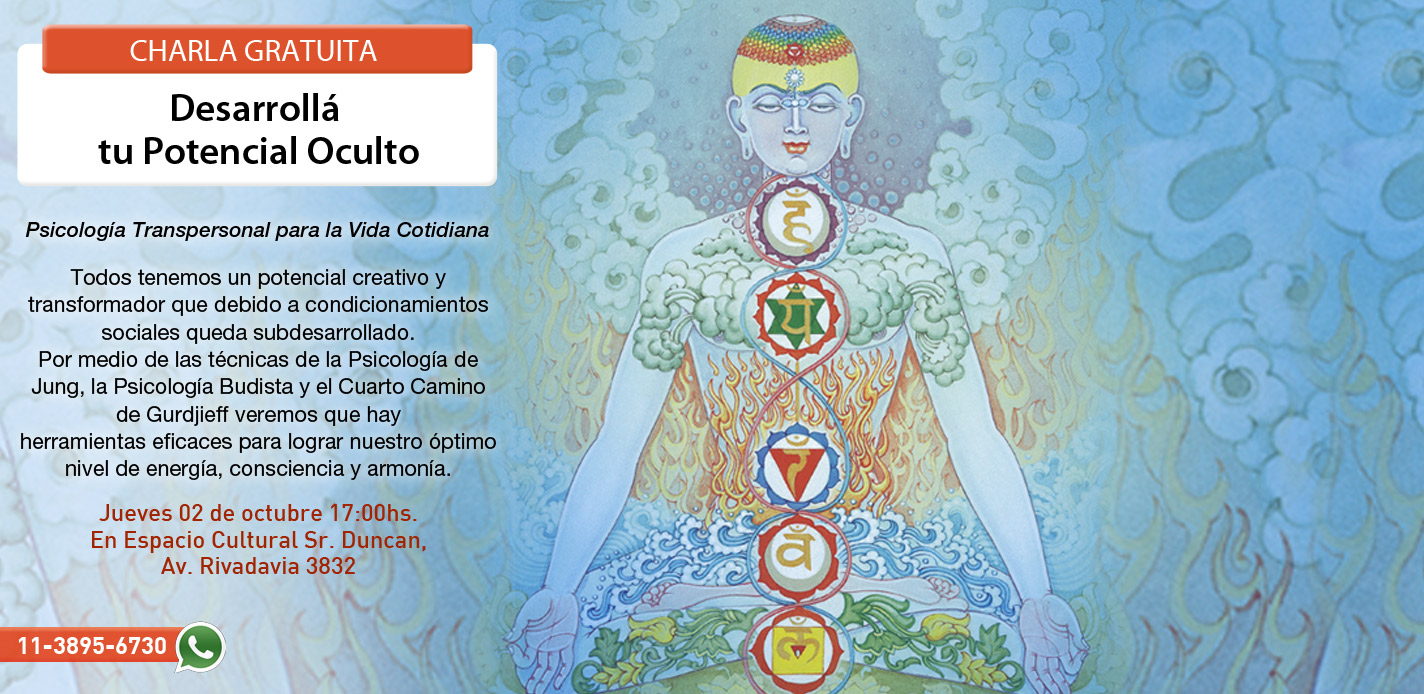 CHARLA GRATUITA
Desarrollá
tu Potencial Oculto
Psicología Transpersonal para la Vida Cotidiana
Todos tenemos un potencial creativo y
transformador que debido a condicionamientos
sociales queda subdesarrollado.
Por medio de las técnicas de la Psicología de
Jung, la Psicología Budista y el Cuarto Camino
de Gurdjieff veremos que hay
herramientas eficaces para lograr nuestro óptimo
nivel de energía, consciencia y armonía.
Jueves 02 de octubre 17:00hs.
En Espacio Cultural Sr. Duncan,
Av. Rivadavia 3832
11-3895-6730
हं
यं
रं
वं